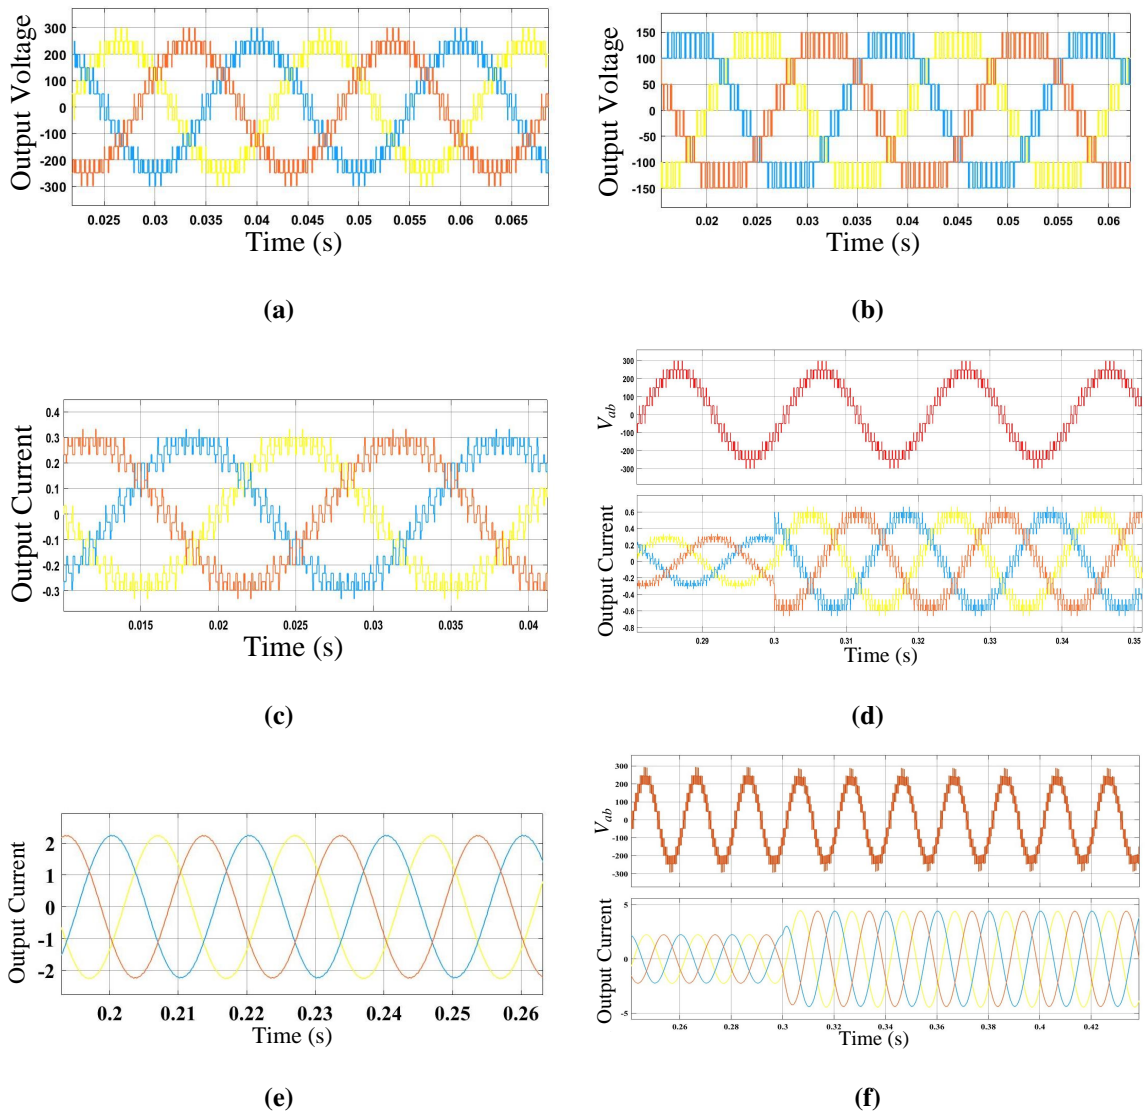 Output Voltage
300
200
100
0
-100
-200
-300
0.025 0.03 0.035 0.04 0.045 0.05 0.055 0.06 0.065
Time (s)
(a)
Output Voltage
150
100
50
0
-50
-100
-150
0.02 0.03 0.03 0.035 0.04 0.045 0.05 0.055 0.06
Time (s)
(b)
Output Current
0.4
0.3
0.2
0.1
0
-0.1
-0.2
-0.3
0.015 0.02 0.025 0.03 0.035 0.04
Time (s)
(c)
Vab
300
200
100
0
-100
-200
-300
Output Current
0.6
0.4
0.2
0
-0.2
-0.4
-0.6
-0.8
0.29 0.3 0.31 0.32 0.33 0.34 0.35
Time (s)
(d)
Output Current
2
1
0
-1
-2
0.2 0.21 0.22 0.23 0.24 0.25 0.26
Time (s)
(e)
Vab
300
200
100
0
-100
-200
-300
Output Current
5
0
-5
0.26 0.28 0.3 0.32 0.34 0.36 0.38 0.4 0.42
Time (s)
(f)